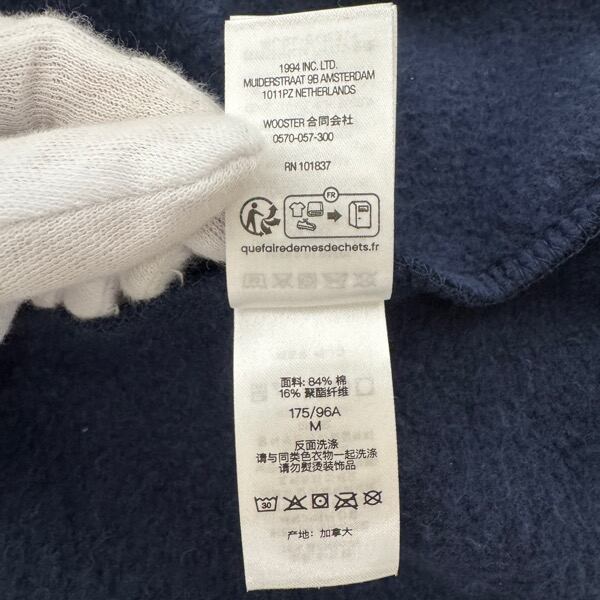 1994 INC. LTD.
MUIDERSTRAAT 9B AMSTERDAM
1011PZ NETHERLANDS
WOOSTER 合同会社
0570-057-300
RN 101837
FR
quefairedemesdechets.fr
面料: 84% 棉
16% 聚酯纤维
175/96A
M
反面洗涤
请与同类色衣物一起洗涤
请勿熨烫装饰品
30
产地: 加拿大